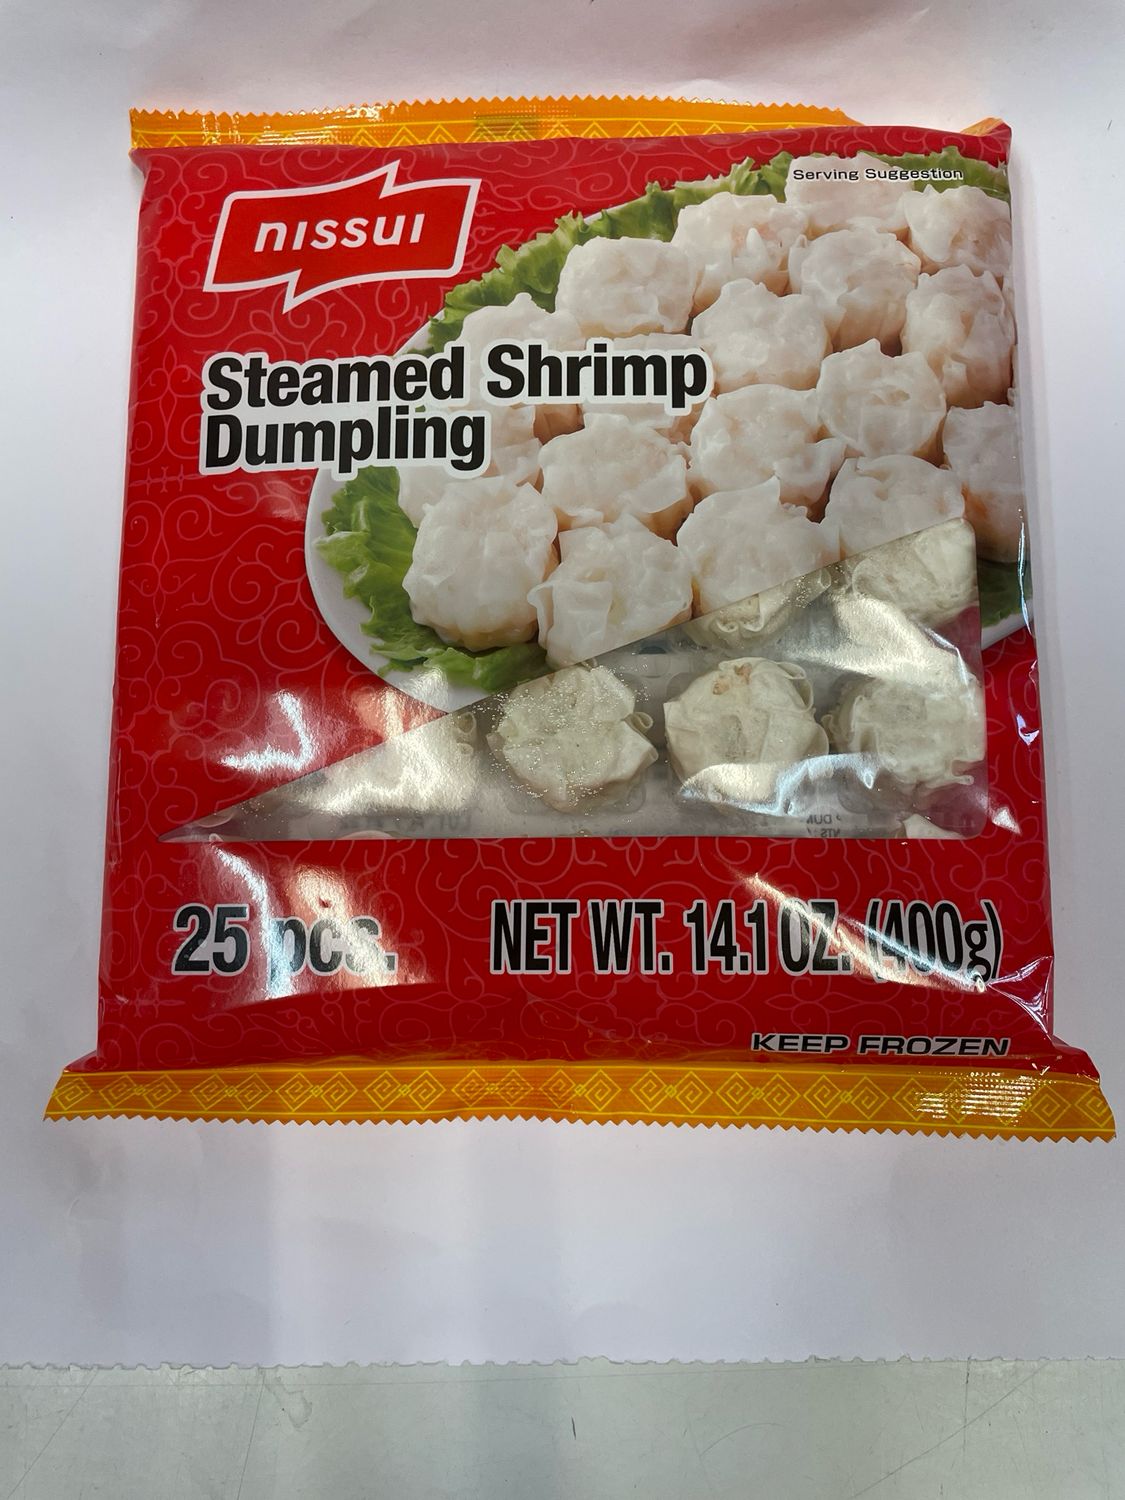 Serving Suggestion
nissui
Steamed Shrimp
Dumpling
25 pcs.
NET WT. 14.1 OZ. (400g)
KEEP FROZEN